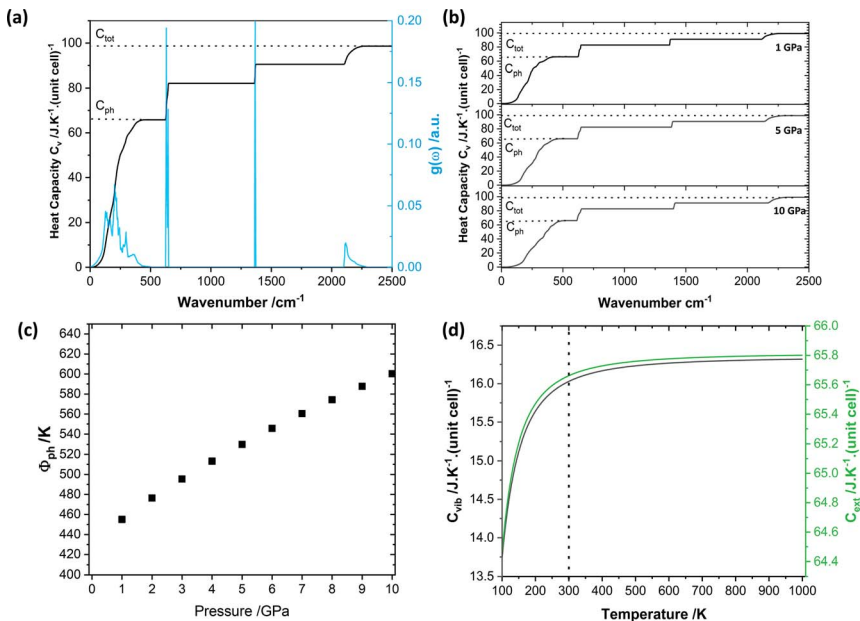 (a)
C_tot
C_ph
100
80
60
40
20
0
0.20
0.15
0.10
0.05
0.00
0 500 1000 1500 2000 2500
Heat Capacity C_v /J.K⁻¹.(unit cell)⁻¹
g(ω) /a.u.
Wavenumber /cm⁻¹
(b)
100
80
60
40
20
0
C_tot
C_ph
1 GPa
100
80
60
40
20
0
C_tot
C_ph
5 GPa
100
80
60
40
20
0
C_tot
C_ph
10 GPa
0 500 1000 1500 2000 2500
Heat Capacity C_v /J.K⁻¹.(unit cell)⁻¹
Wavenumber cm⁻¹
(c)
640
620
600
580
560
540
520
500
480
460
440
420
400
0 1 2 3 4 5 6 7 8 9 10
Φ_ph /K
Pressure /GPa
(d)
16.5
16.0
15.5
15.0
14.5
14.0
13.5
66.0
65.8
65.6
65.4
65.2
65.0
64.8
64.6
64.4
100 200 300 400 500 600 700 800 900 1000
C_vib /J.K⁻¹.(unit cell)⁻¹
C_ext /J.K⁻¹.(unit cell)⁻¹
Temperature /K